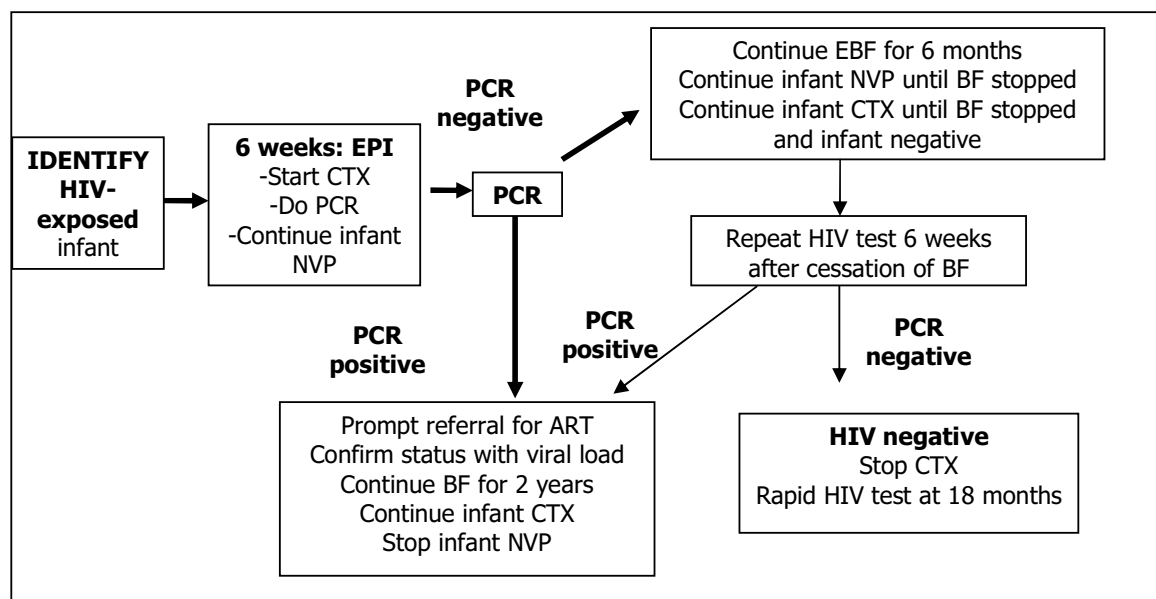 IDENTIFY
HIV-
exposed
infant
6 weeks: EPI
-Start CTX
-Do PCR
-Continue infant
NVP
PCR
PCR
negative
Continue EBF for 6 months
Continue infant NVP until BF stopped
Continue infant CTX until BF stopped
and infant negative
Repeat HIV test 6 weeks
after cessation of BF
PCR
positive
PCR
positive
PCR
negative
Prompt referral for ART
Confirm status with viral load
Continue BF for 2 years
Continue infant CTX
Stop infant NVP
HIV negative
Stop CTX
Rapid HIV test at 18 months